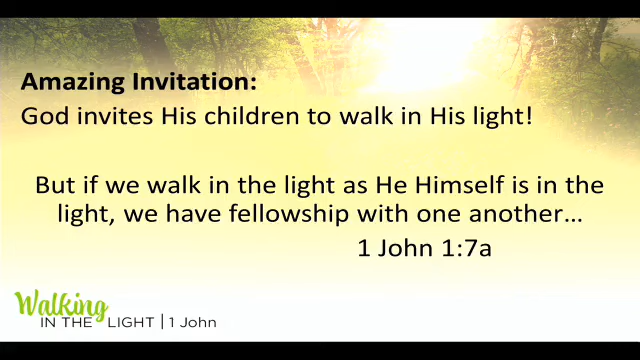 Amazing Invitation:
God invites His children to walk in His light!
But if we walk in the light as He Himself is in the
light, we have fellowship with one another...
1 John 1:7a
Walking
IN THE LIGHT | 1 John